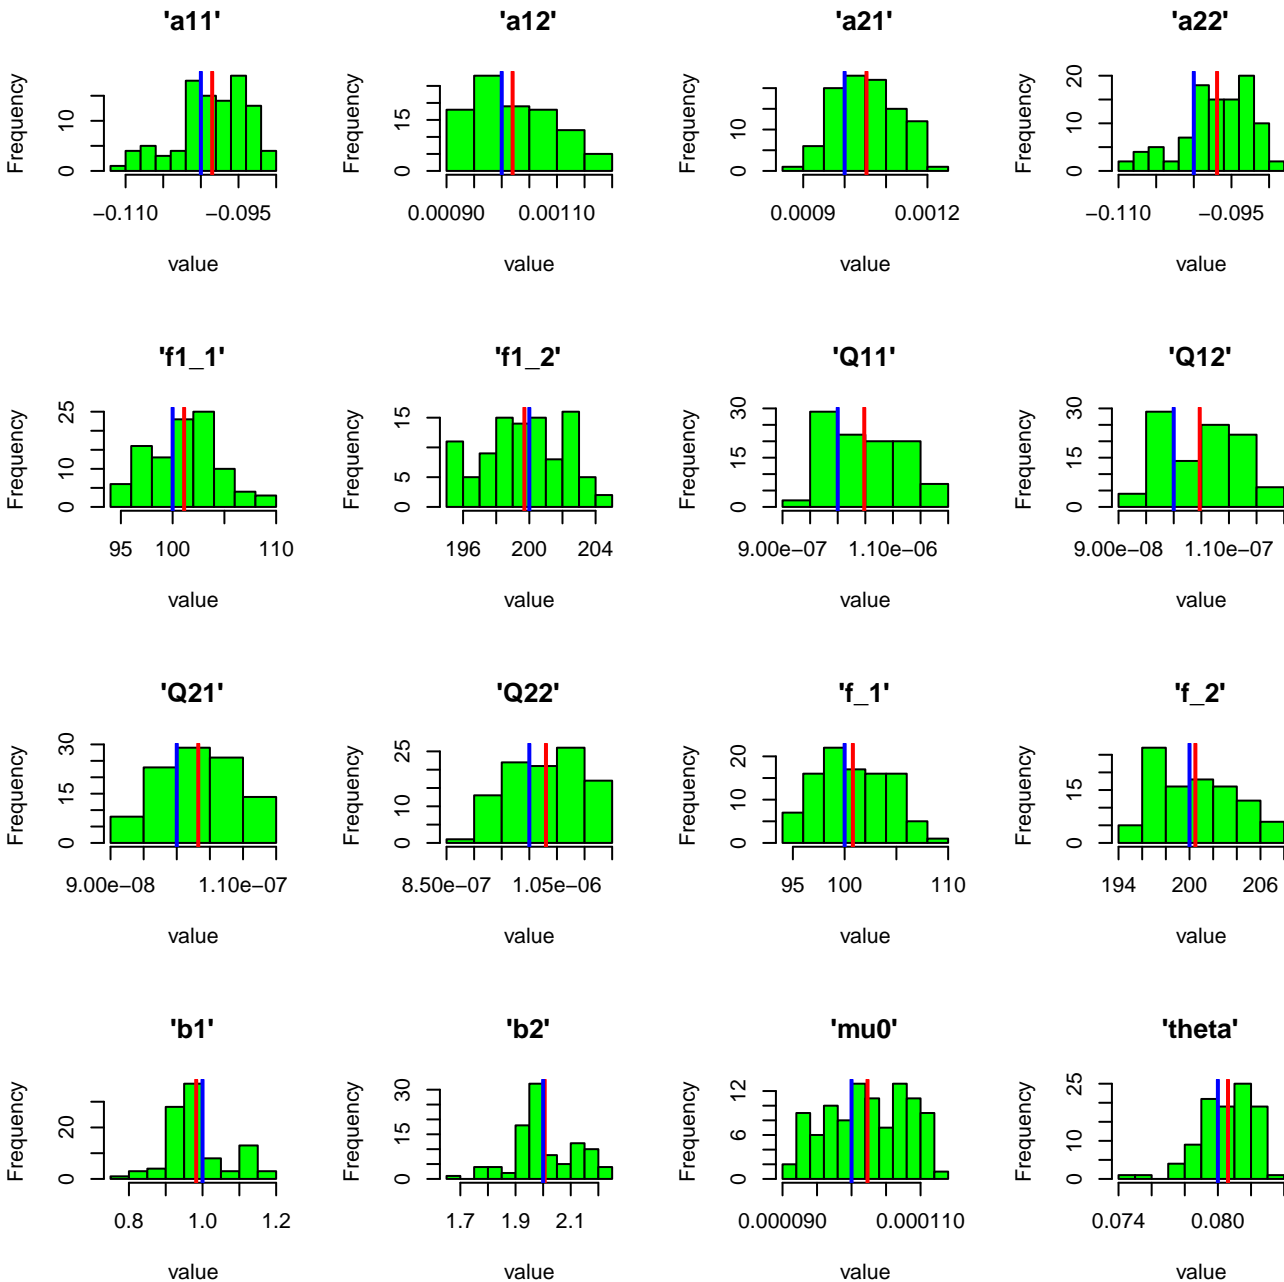 'a11' 'a12' 'a21' 'a22'
Frequency Frequency Frequency Frequency
0 10
0 15
0 10
0 5 10 15 20
−0.110 −0.095 0.00090 0.00110 0.0009 0.0012 −0.110 −0.095
value value value value
'f1_1' 'f1_2' 'Q11' 'Q12'
Frequency Frequency Frequency Frequency
0 10 25
0 5 15
0 15 30
0 15 30
95 100 110 196 200 204 9.00e−07 1.10e−06 9.00e−08 1.10e−07
value value value value
'Q21' 'Q22' 'f_1' 'f_2'
Frequency Frequency Frequency Frequency
0 15 30
0 10 25
0 10 20
0 15
9.00e−08 1.10e−07 8.50e−07 1.05e−06 95 100 110 194 200 206
value value value value
'b1' 'b2' 'mu0' 'theta'
Frequency Frequency Frequency Frequency
0 20
0 15 30
0 6 12
0 10 25
0.8 1.0 1.2 1.7 1.9 2.1 0.000090 0.000110 0.074 0.080
value value value value